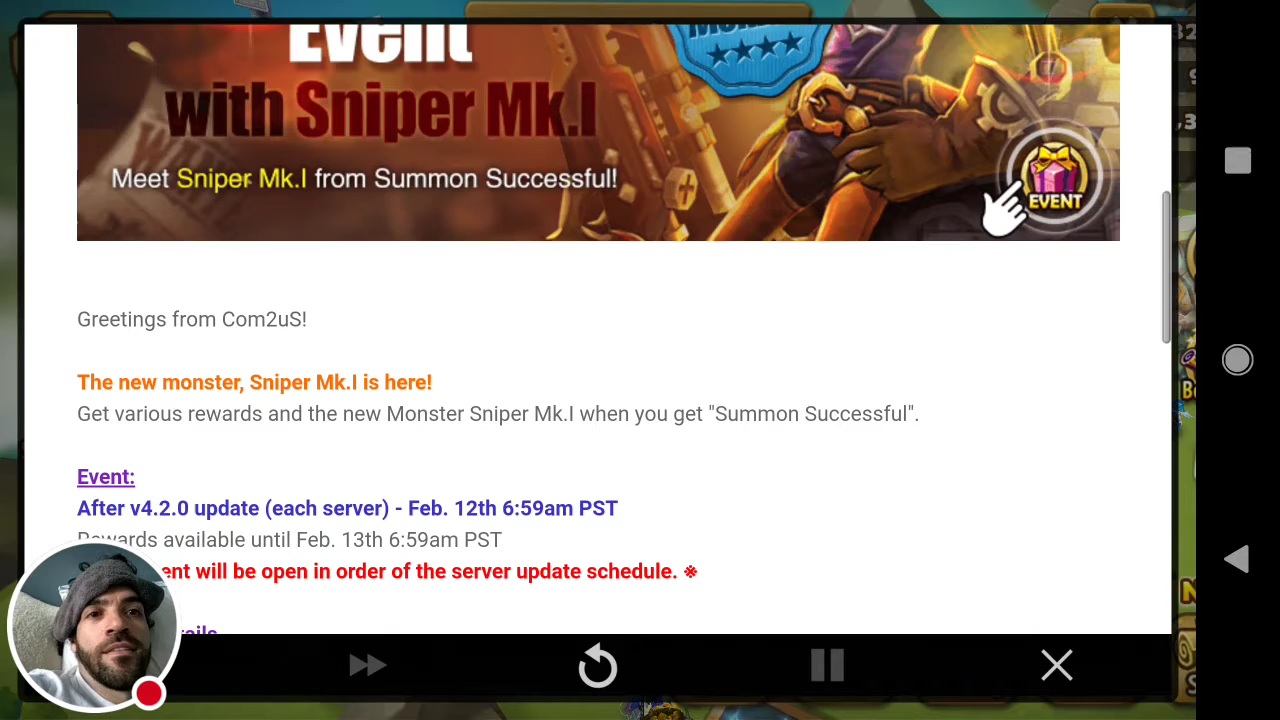 Event
with Sniper Mk.I
Meet Sniper Mk.I from Summon Successful!
EVENT
Greetings from Com2uS!
The new monster, Sniper Mk.I is here!
Get various rewards and the new Monster Sniper Mk.I when you get "Summon Successful".
Event:
After v4.2.0 update (each server) - Feb. 12th 6:59am PST
Rewards available until Feb. 13th 6:59am PST
will be open in order of the server update schedule. ※